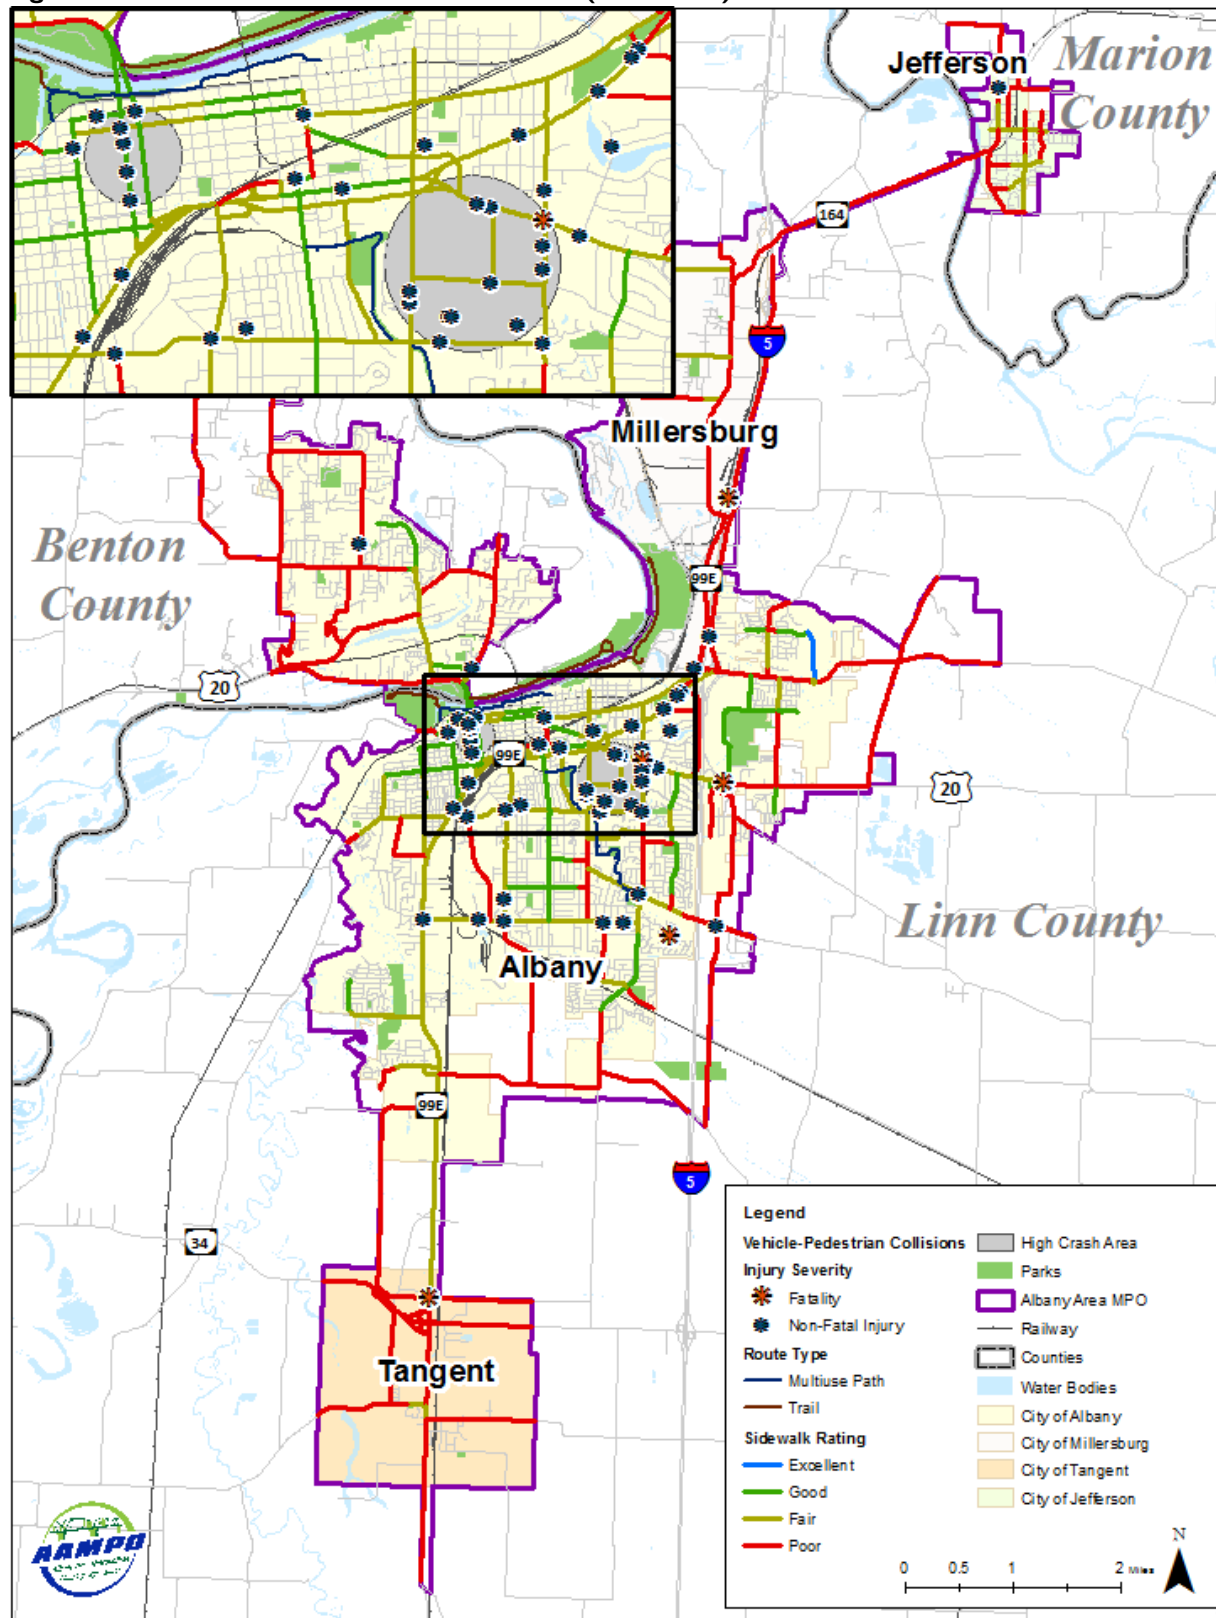 Jefferson
Marion
County
164
5
Millersburg
Benton
County
99E
20
99E
20
Linn County
Albany
99E
5
34
Tangent
Legend
Vehicle-Pedestrian Collisions
Injury Severity
Fatality
Non-Fatal Injury
Route Type
Multiuse Path
Trail
Sidewalk Rating
Excellent
Good
Fair
Poor
High Crash Area
Parks
Albany Area MPO
Railway
Counties
Water Bodies
City of Albany
City of Millersburg
City of Tangent
City of Jefferson
N
0 0.5 1 2 Miles
AAMPO